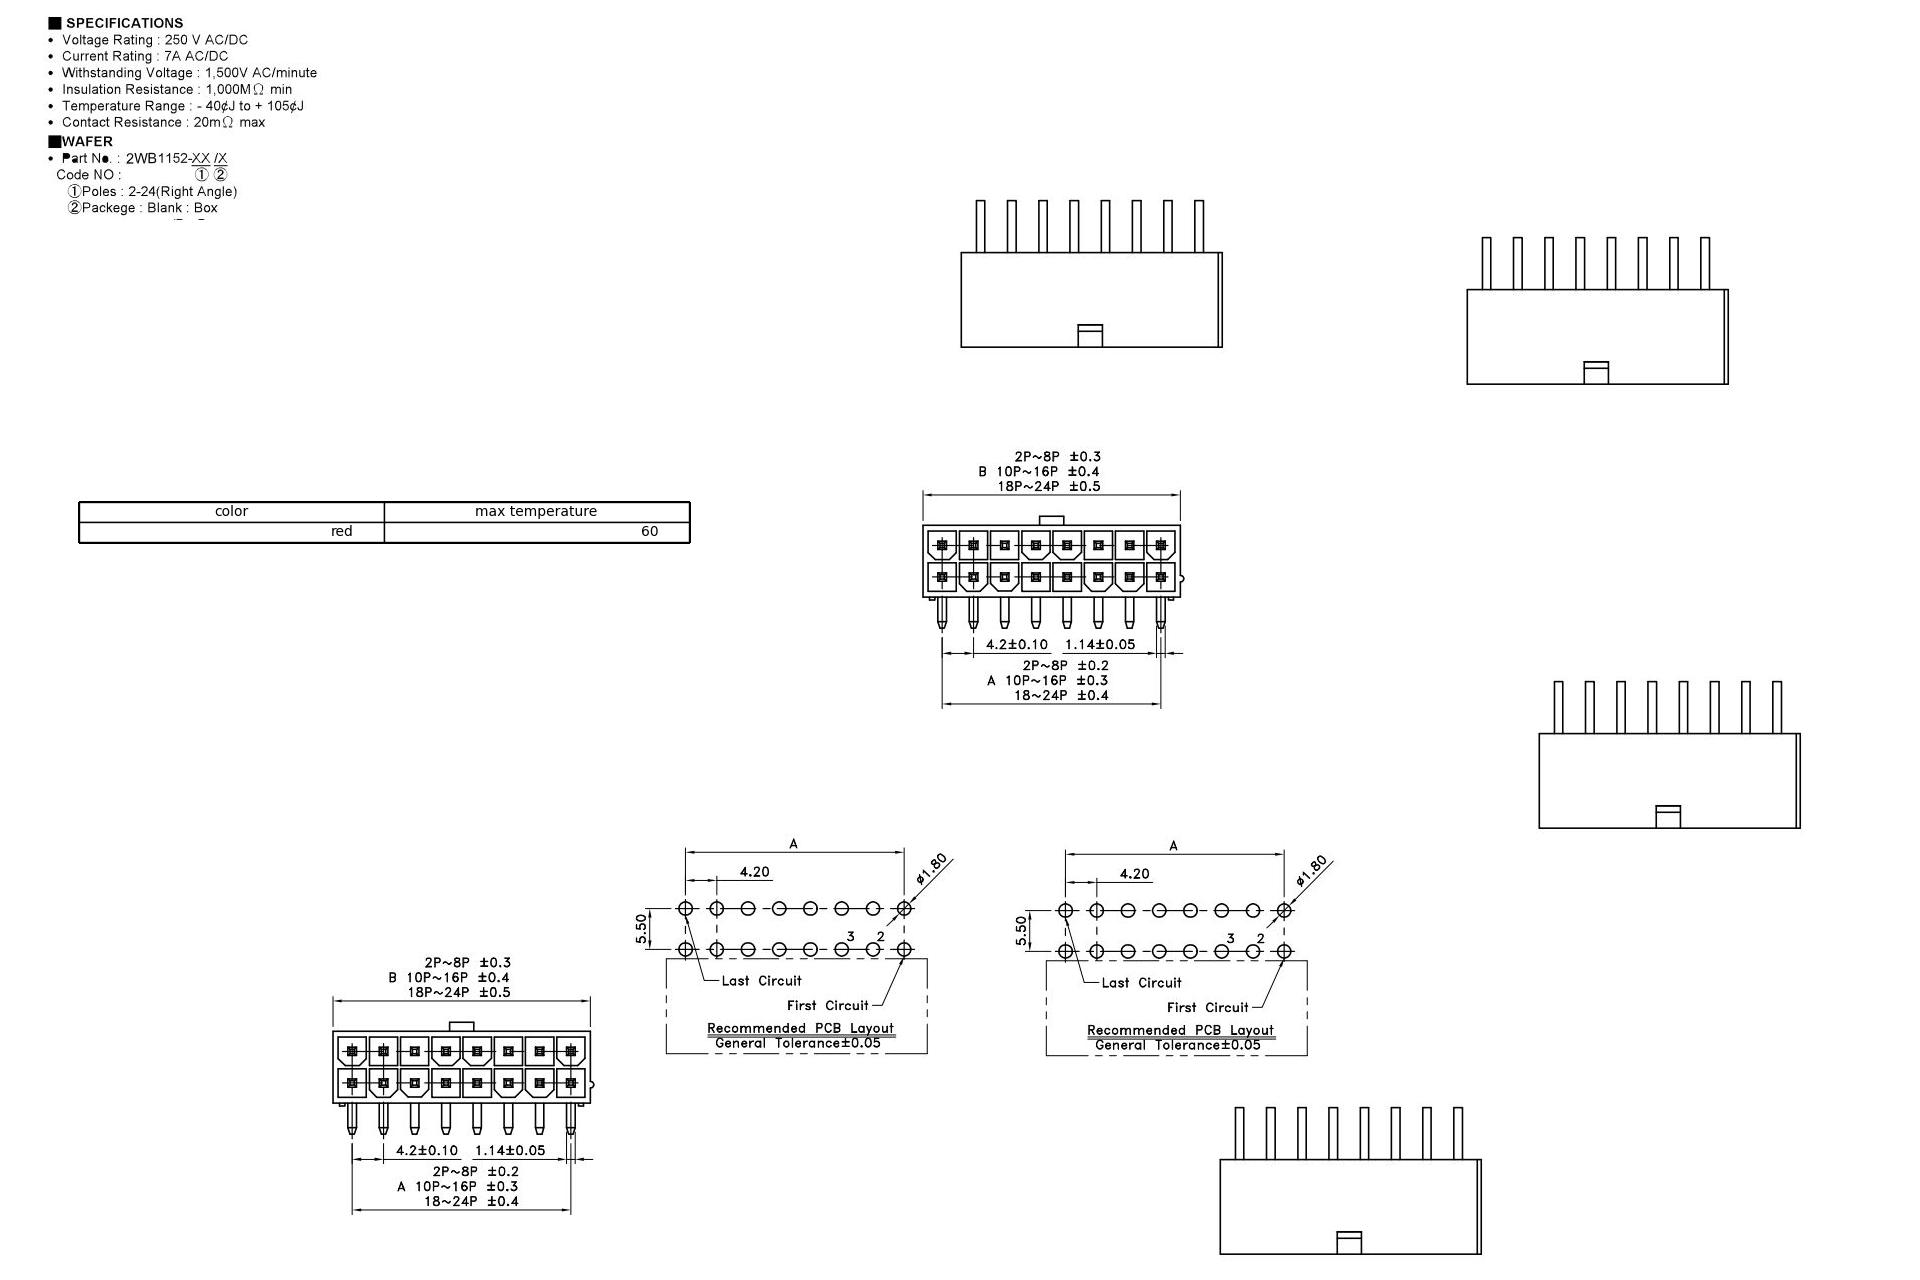 ■ SPECIFICATIONS
• Voltage Rating : 250 V AC/DC
• Current Rating : 7A AC/DC
• Withstanding Voltage : 1,500V AC/minute
• Insulation Resistance : 1,000MΩ min
• Temperature Range : - 40¢J to + 105¢J
• Contact Resistance : 20mΩ max
■WAFER
• Part No. : 2WB1152-XX /X
Code NO : ① ②
①Poles : 2-24(Right Angle)
②Packege : Blank : Box
color max temperature
red 60
2P~8P ±0.3
B 10P~16P ±0.4
18P~24P ±0.5
4.2±0.10 1.14±0.05
2P~8P ±0.2
A 10P~16P ±0.3
18~24P ±0.4
A
4.20
ø1.80
5.50
3 2
Last Circuit
First Circuit
Recommended PCB Layout
General Tolerance±0.05
A
4.20
ø1.80
5.50
3 2
Last Circuit
First Circuit
Recommended PCB Layout
General Tolerance±0.05
2P~8P ±0.3
B 10P~16P ±0.4
18P~24P ±0.5
4.2±0.10 1.14±0.05
2P~8P ±0.2
A 10P~16P ±0.3
18~24P ±0.4